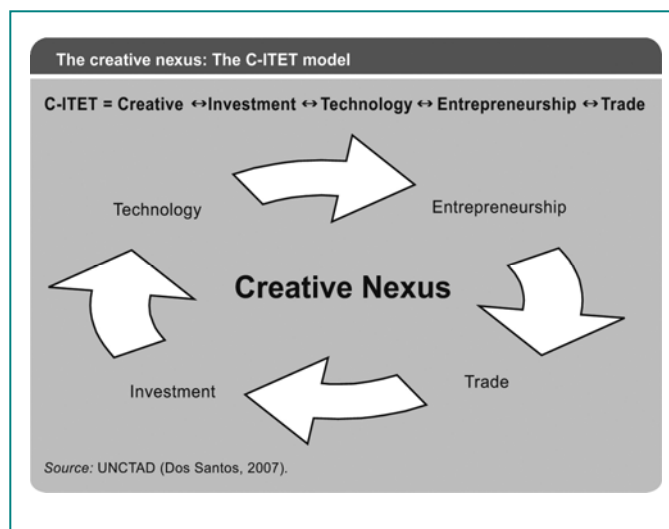 The creative nexus: The C-ITET model
C-ITET = Creative ↔Investment ↔ Technology ↔ Entrepreneurship ↔ Trade
Technology
Entrepreneurship
Creative Nexus
Investment
Trade
Source: UNCTAD (Dos Santos, 2007).